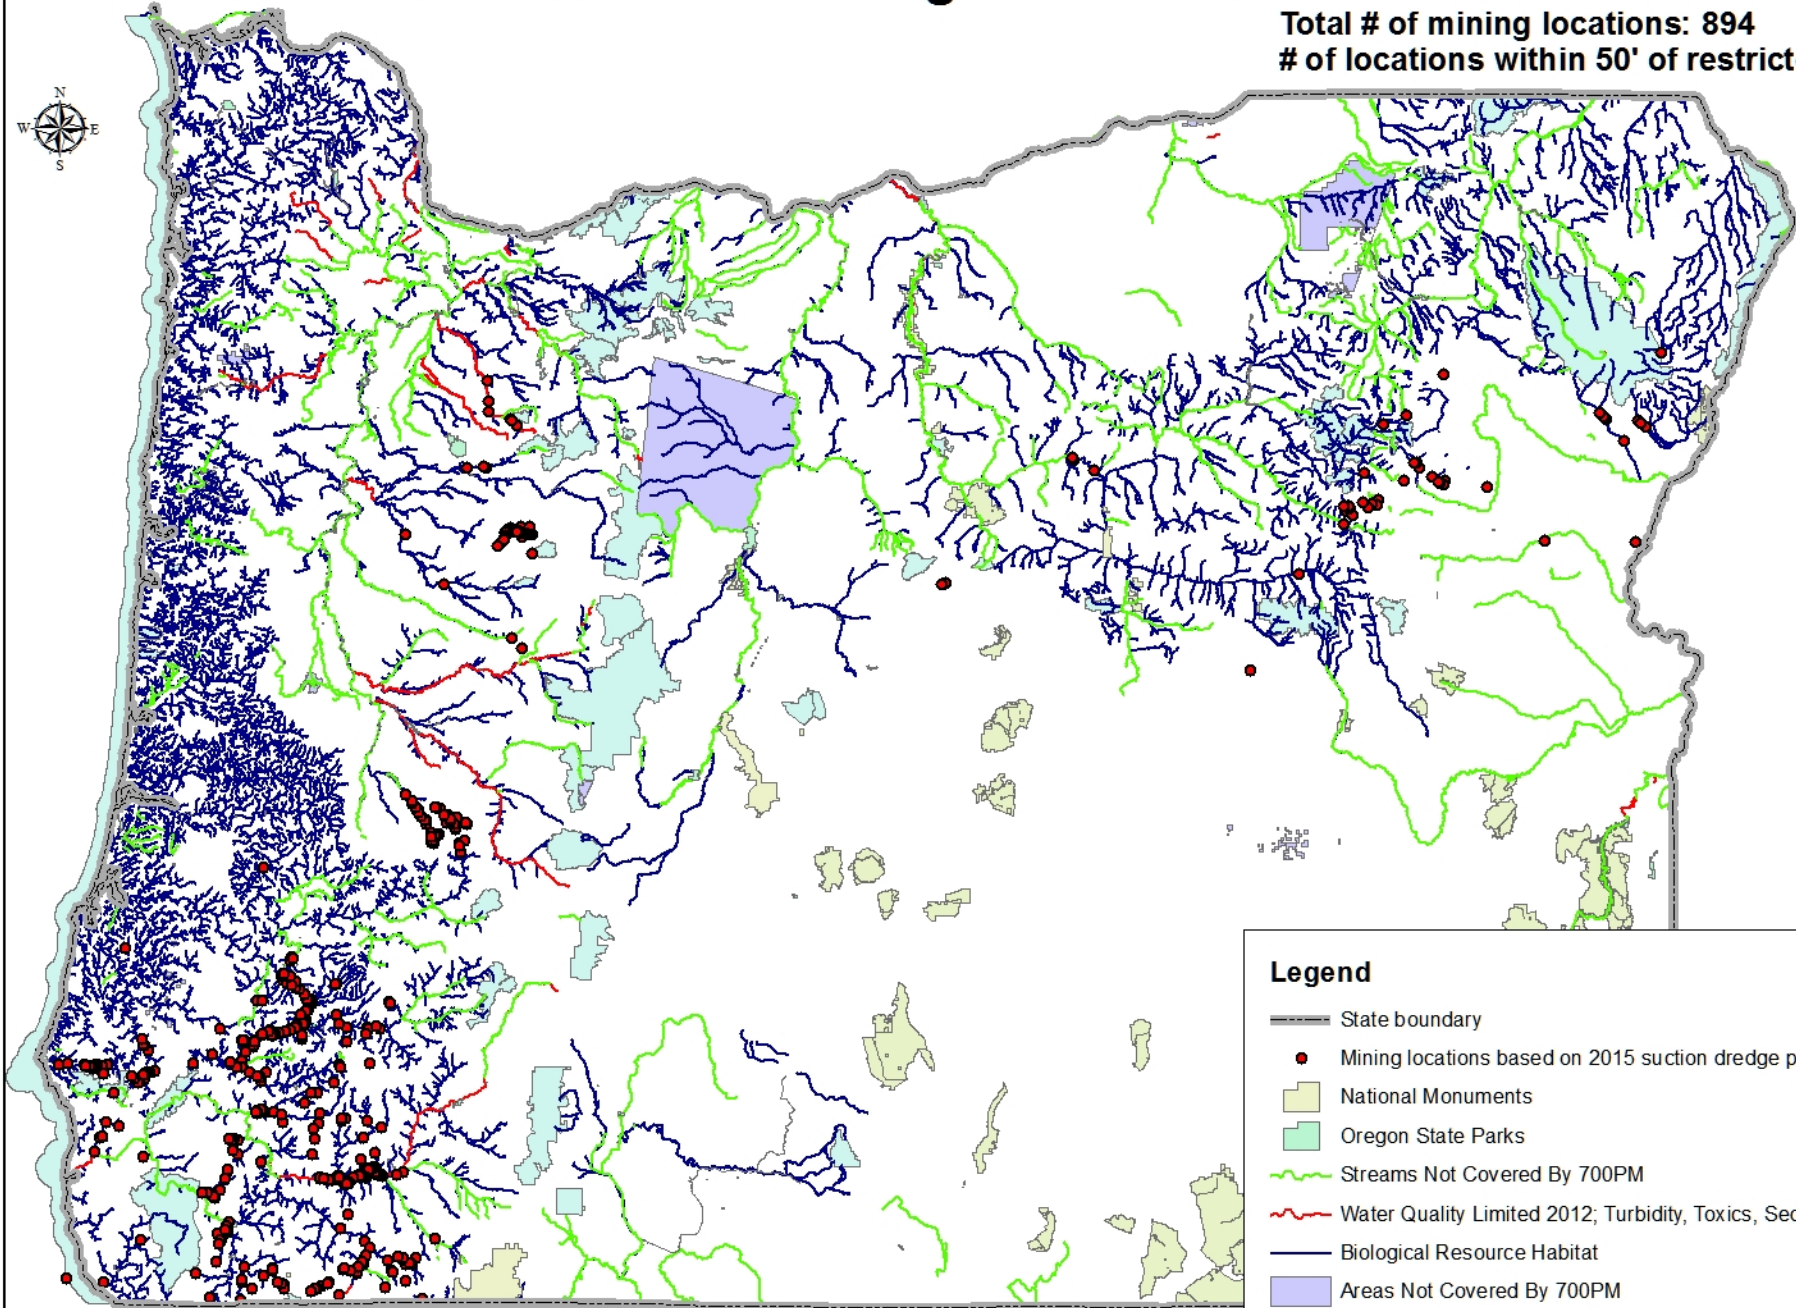 Total # of mining locations: 894
# of locations within 50' of
N
W E
S
Legend
State boundary
Mining locations based on 2015 suction dredge
National Monuments
Oregon State Parks
Streams Not Covered By 700PM
Water Quality Limited 2012; Turbidity, Toxics,
Biological Resource Habitat
Areas Not Covered By 700PM